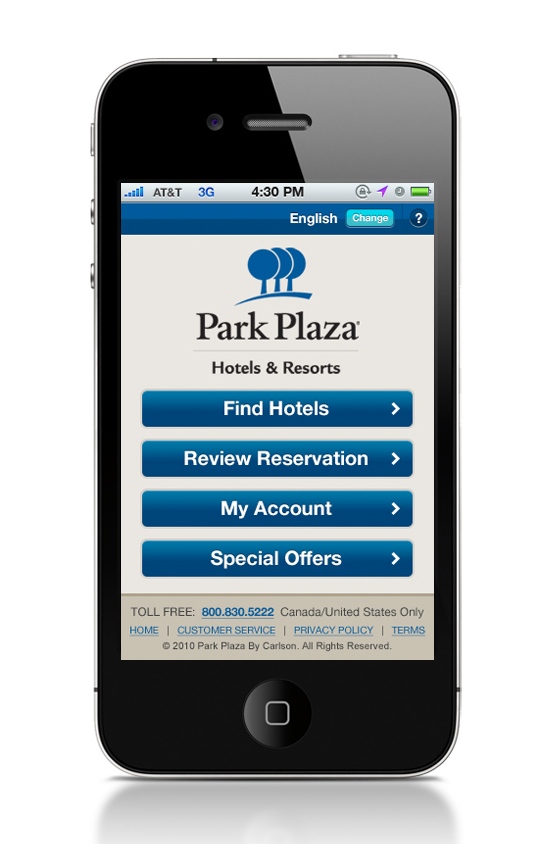 AT&T 3G 4:30 PM
English Change ?
Park Plaza
Hotels & Resorts
Find Hotels
Review Reservation
My Account
Special Offers
TOLL FREE: 800.830.5222 Canada/United States Only
HOME | CUSTOMER SERVICE | PRIVACY POLICY | TERMS
© 2010 Park Plaza By Carlson. All Rights Reserved.